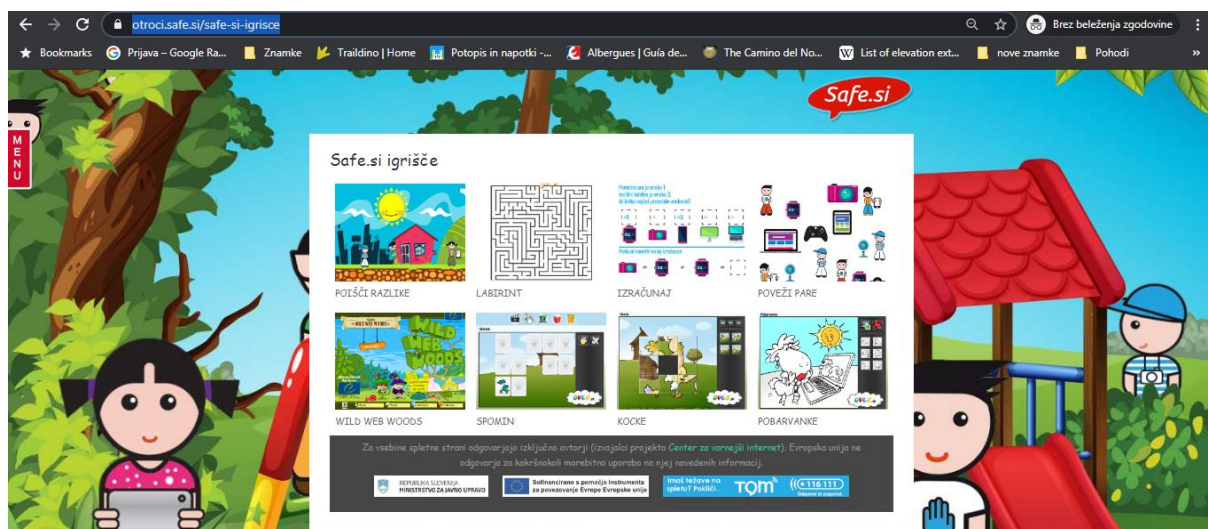 otroci.safe.si/safe-si-igrisce
Brez beleženja zgodovine
Bookmarks
Prijava – Google Ra...
Znamke
Traildino | Home
Potopis in napotki -...
Albergues | Guía de...
The Camino del No...
List of elevation ext...
nove znamke
Pohodi
»
Safe.si
MENU
Safe.si igrišče
POIŠČI RAZLIKE
LABIRINT
IZRAČUNAJ
POVEŽI PARE
WILD WEB WOODS
WILD WEB WOODS
SPOMIN
KOCKE
POBARVANKE
Za vsebine spletne strani odgovarjajo izključno avtorji (izvajalci projekta Center za varnejši internet). Evropska unija ne
odgovarja za kakršnokoli morebitno uporabo na njej navedenih informacij.
REPUBLIKA SLOVENIJA
MINISTRSTVO ZA JAVNO UPRAVO
Sofinancirano s pomočjo Instrumenta
za povezovanje Evrope Evropske unije
Imaš težave na
spletu? Pokliči...
TOM
116 111